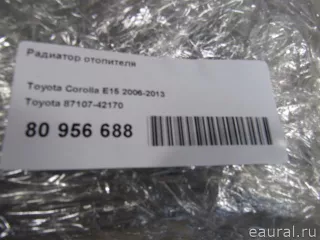 Радиатор отопителя
Toyota Corolla E15 2006-2013
Toyota 87107-42170
80 956 688
eaural.ru